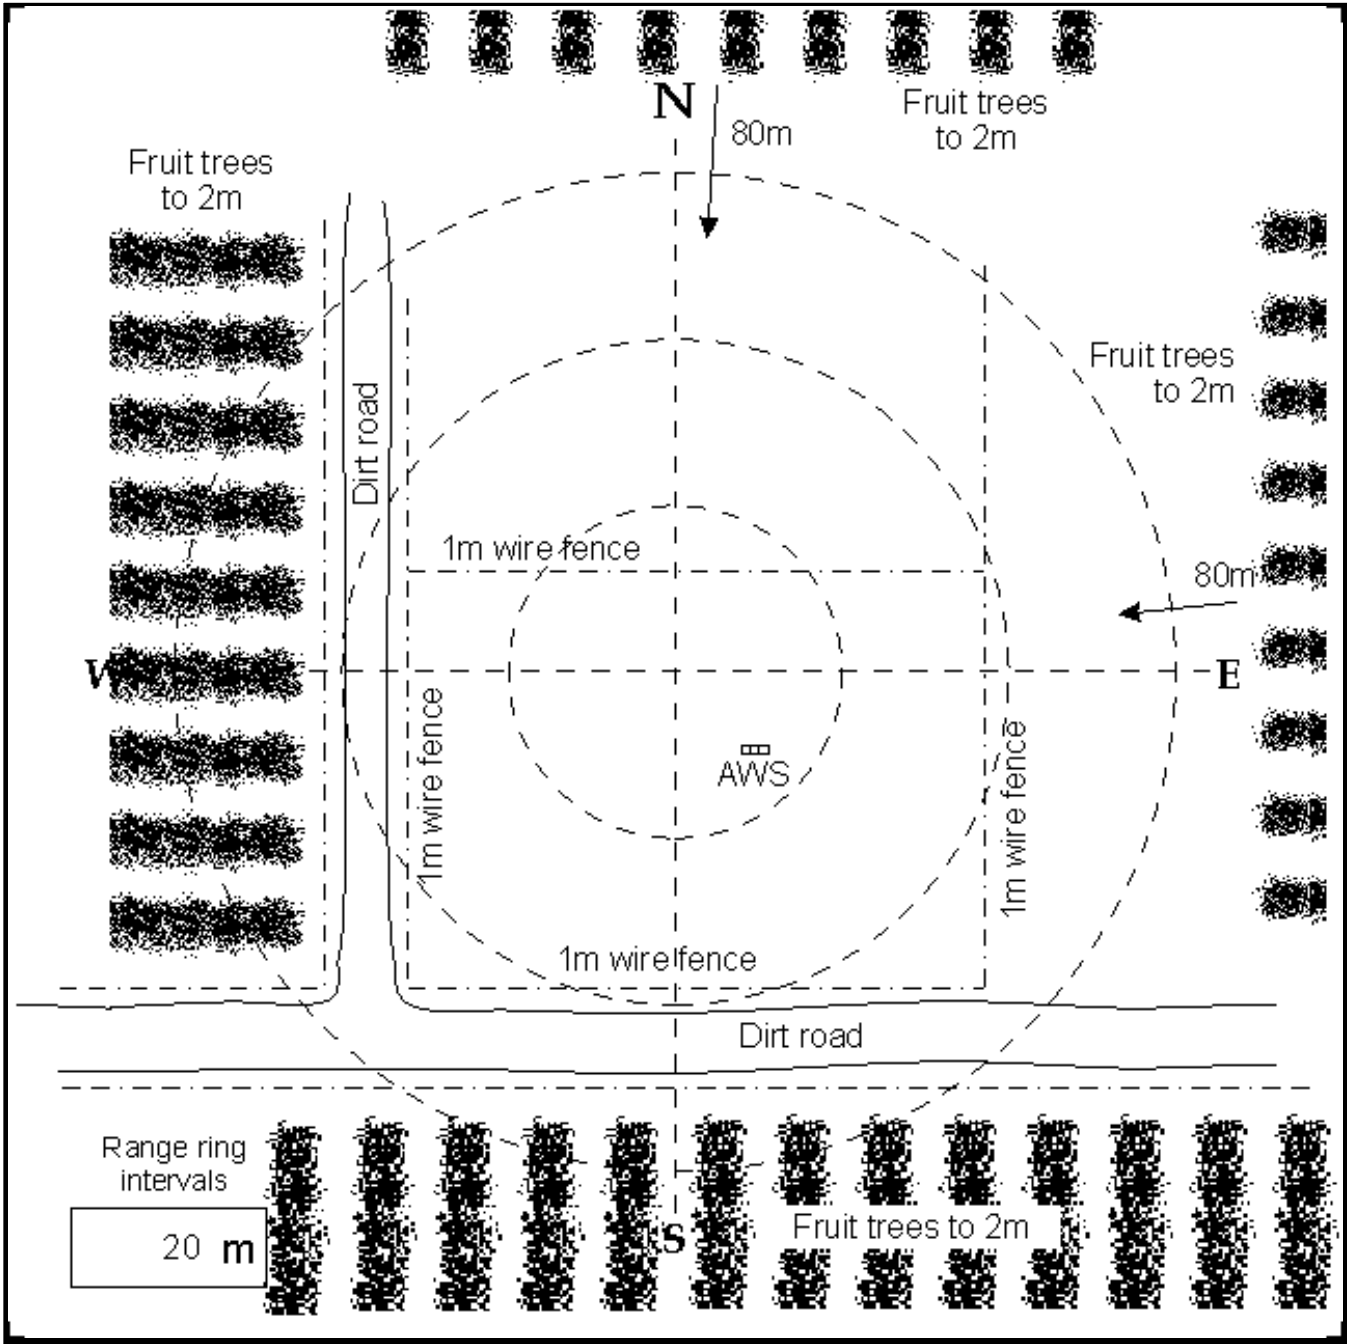 N
80m
Fruit trees
to 2m
Fruit trees
to 2m
Fruit trees
to 2m
Dirt road
1m wire fence
80m
W
E
1m wire fence
AWS
1m wire fence
1m wire fence
Dirt road
Range ring
intervals
20 m
S
Fruit trees to 2m